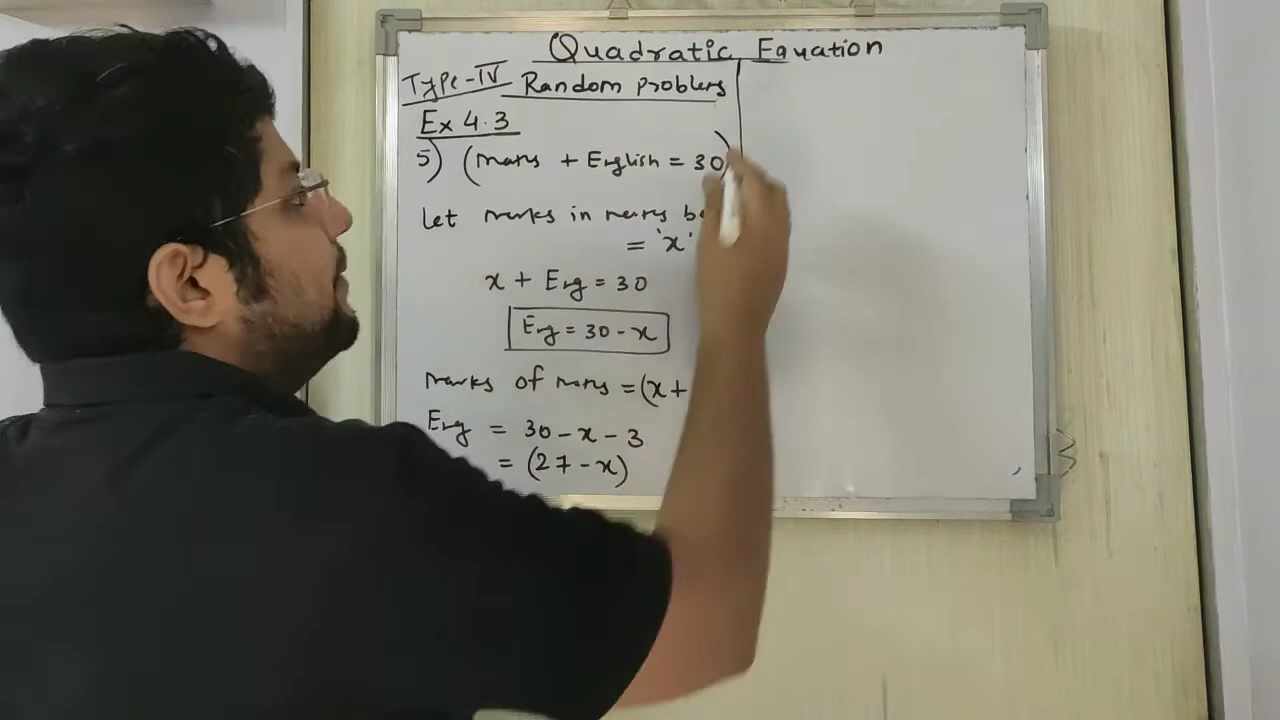 Quadratic Equation
Type-IV Random problems
Ex 4.3
5) (Maths + English = 30)
Let marks in maths be
= 'x'
x + Eng = 30
Eng = 30 - x
Marks of maths = (x +
Eng = 30 - x - 3
= (27 - x)